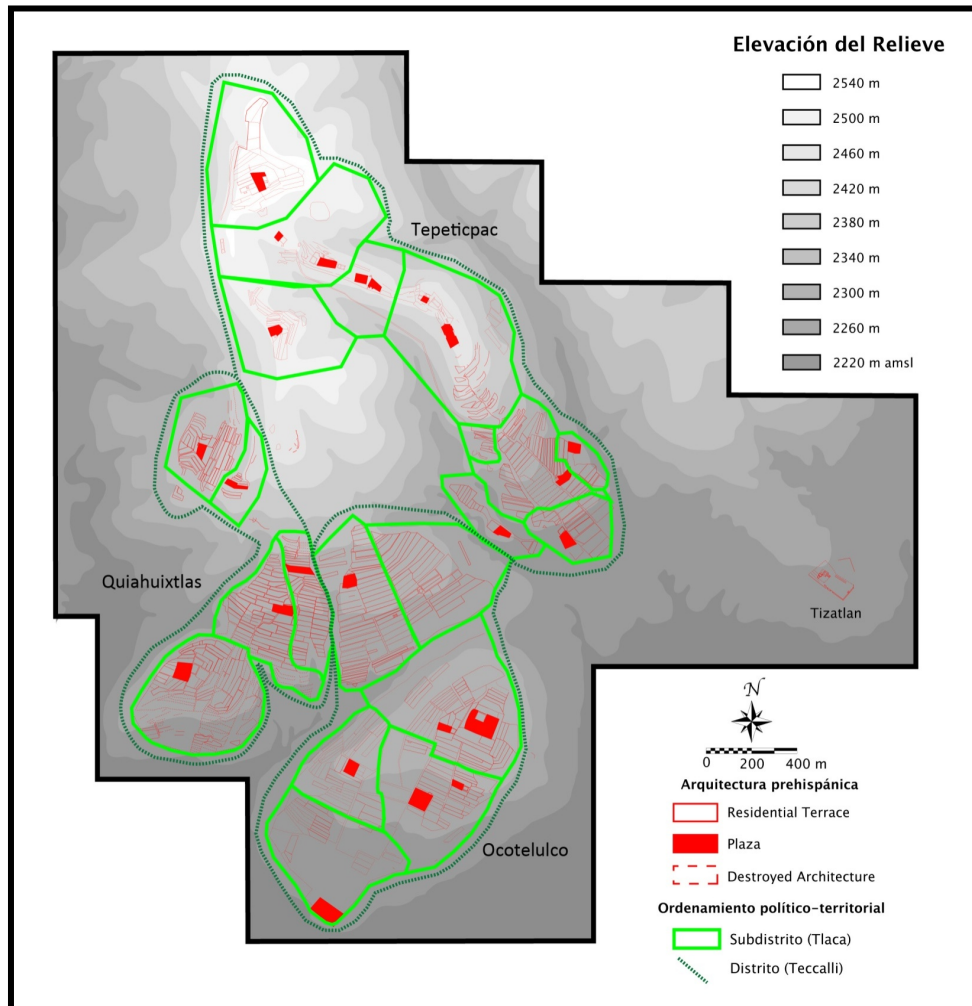 Elevación del Relieve
2540 m
2500 m
2460 m
2420 m
2380 m
2340 m
2300 m
2260 m
2220 m amsl
Tepeticpac
Quiahuixtlas
Tizatlan
Ocotelulco
N
0 200 400 m
Arquitectura prehispánica
Residential Terrace
Plaza
Destroyed Architecture
Ordenamiento político-territorial
Subdistrito (Tlaca)
Distrito (Teccalli)